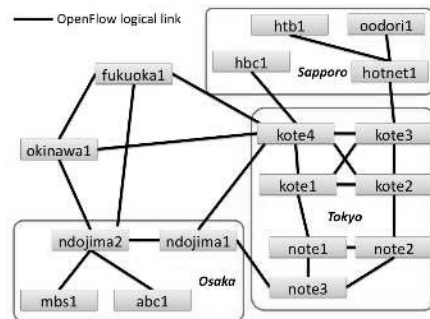 OpenFlow logical link
htb1
oodori1
hbc1
Sapporo
hotnet1
fukuoka1
kote4
kote3
okinawa1
kote1
kote2
Tokyo
ndojima2
ndojima1
note1
note2
Osaka
mbs1
abc1
note3